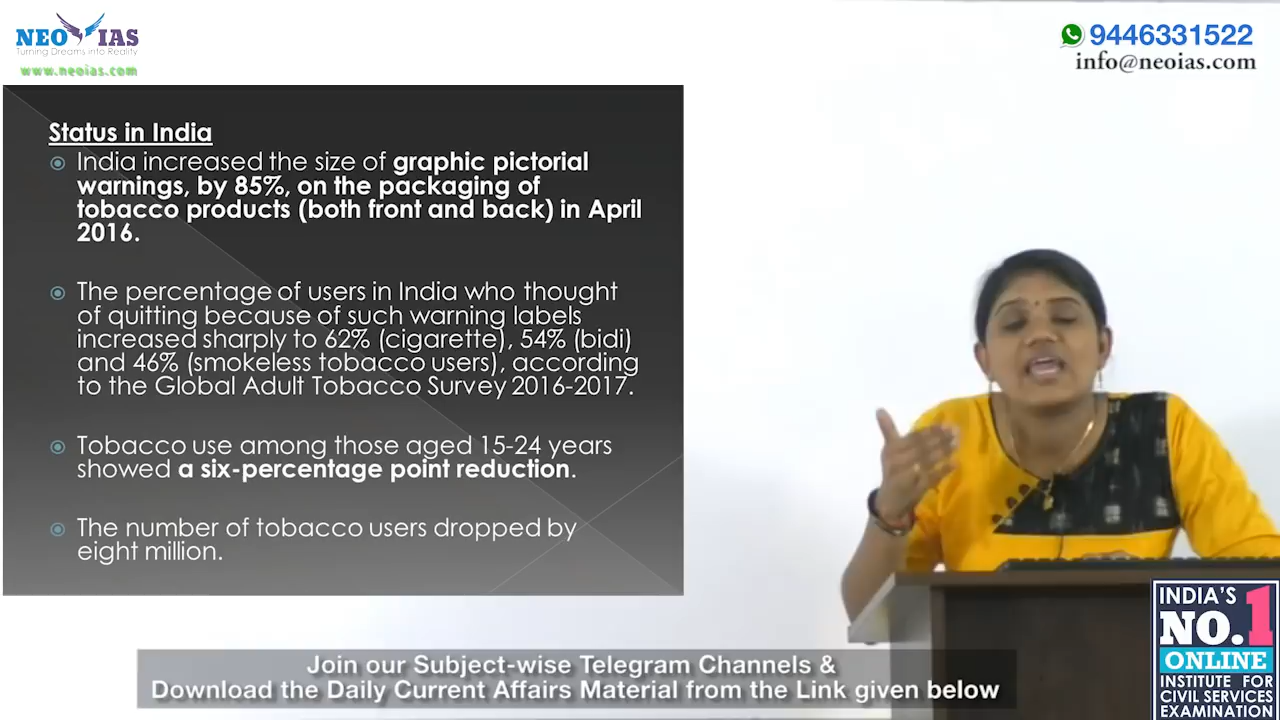 NEO IAS
Turning Dreams into Reality
www.neoias.com
9446331522
info@neoias.com
Status in India
India increased the size of graphic pictorial
warnings, by 85%, on the packaging of
tobacco products (both front and back) in April
2016.
The percentage of users in India who thought
of quitting because of such warning labels
increased sharply to 62% (cigarette), 54% (bidi)
and 46% (smokeless tobacco users), according
to the Global Adult Tobacco Survey 2016-2017.
Tobacco use among those aged 15-24 years
showed a six-percentage point reduction.
The number of tobacco users dropped by
eight million.
INDIA'S
NO.1
ONLINE
INSTITUTE FOR
CIVIL SERVICES
EXAMINATION
Join our Subject-wise Telegram Channels &
Download the Daily Current Affairs Material from the Link given below